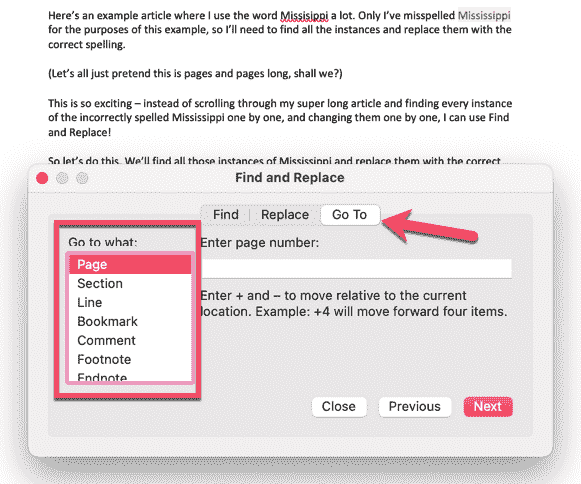 Here's an example article where I use the word Missisippi a lot. Only I've misspelled Mississippi
for the purposes of this example, so I'll need to find all the instances and replace them with the
correct spelling.
(Let's all just pretend this is pages and pages long, shall we?)
This is so exciting – instead of scrolling through my super long article and finding every instance
of the incorrectly spelled Mississippi one by one, and changing them one by one, I can use Find
and Replace!
So let's do this. We'll find all those instances of Mississippi and replace them with the correct
Find and Replace
Find Replace Go To
Go to what:
Enter page number:
Page
Section
Line
Bookmark
Comment
Footnote
Endnote
Enter + and – to move relative to the current
location. Example: +4 will move forward four items.
Close Previous Next